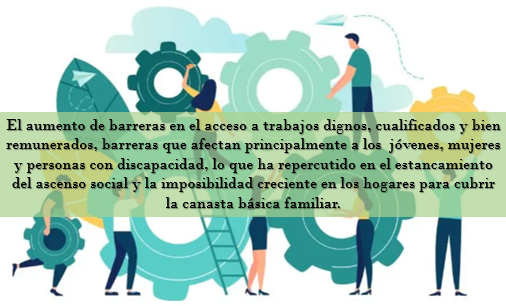 El aumento de barreras en el acceso a trabajos dignos, cualificados y bien
remunerados, barreras que afectan principalmente a los jóvenes, mujeres
y personas con discapacidad, lo que ha repercutido en el estancamiento
del ascenso social y la imposibilidad creciente en los hogares para cubrir
la canasta básica familiar.